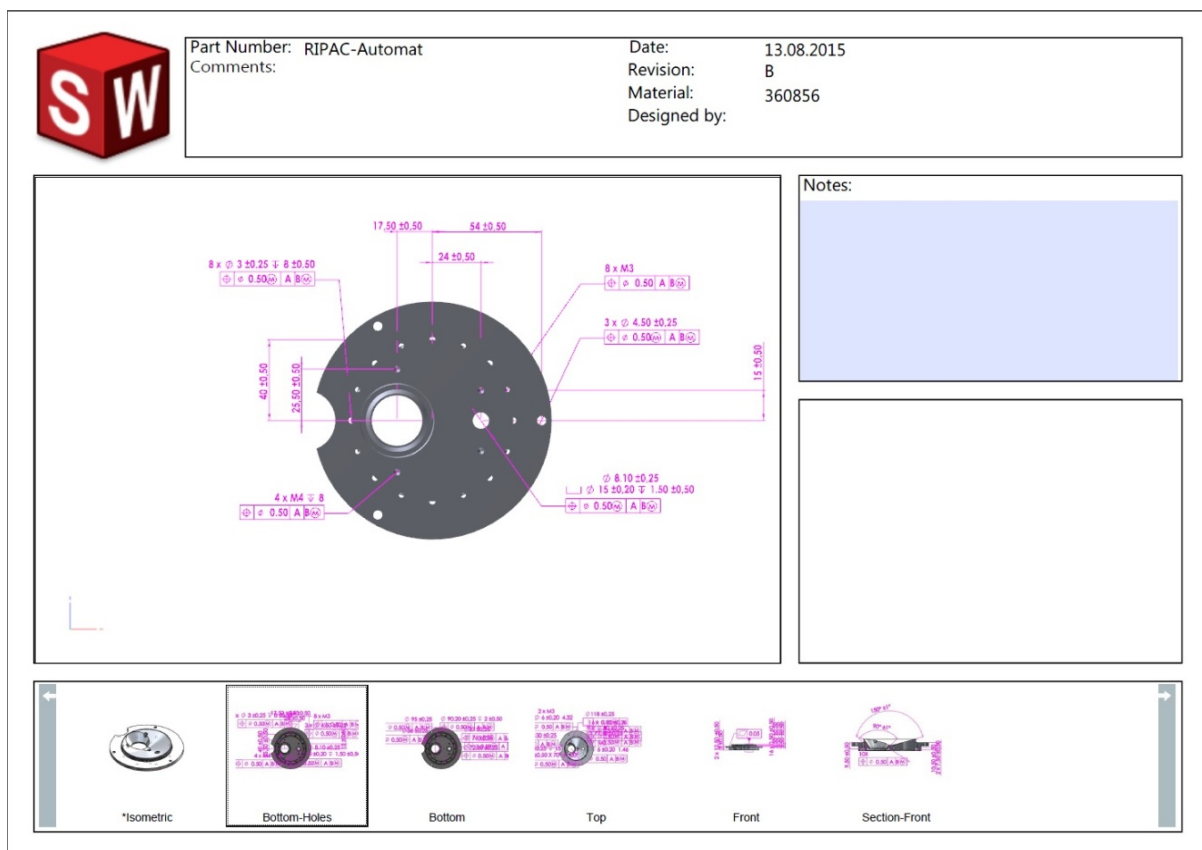 SW
Part Number: RIPAC-Automat
Comments:
Date: 13.08.2015
Revision: B
Material: 360856
Designed by:
Notes:
17,50 ±0,50
54 ±0,50
24 ±0,50
8 x ⌀ 3 ±0,25 ↧ 8 ±0,50
⌖ ⌀ 0.50Ⓜ A BⓂ
8 x M3
⌖ ⌀ 0.50 A BⓂ
3 x ⌀ 4.50 ±0,25
⌖ ⌀ 0.50Ⓜ A BⓂ
40 ±0,50
25,50 ±0,50
15 ±0,50
⌀ 8,10 ±0,25
⌴ ⌀ 15 ±0,20 ↧ 1.50 ±0,50
⌖ ⌀ 0.50Ⓜ A BⓂ
4 x M4 ↧ 8
⌖ ⌀ 0.50 A BⓂ
*Isometric
Bottom-Holes
Bottom
Top
Front
Section-Front